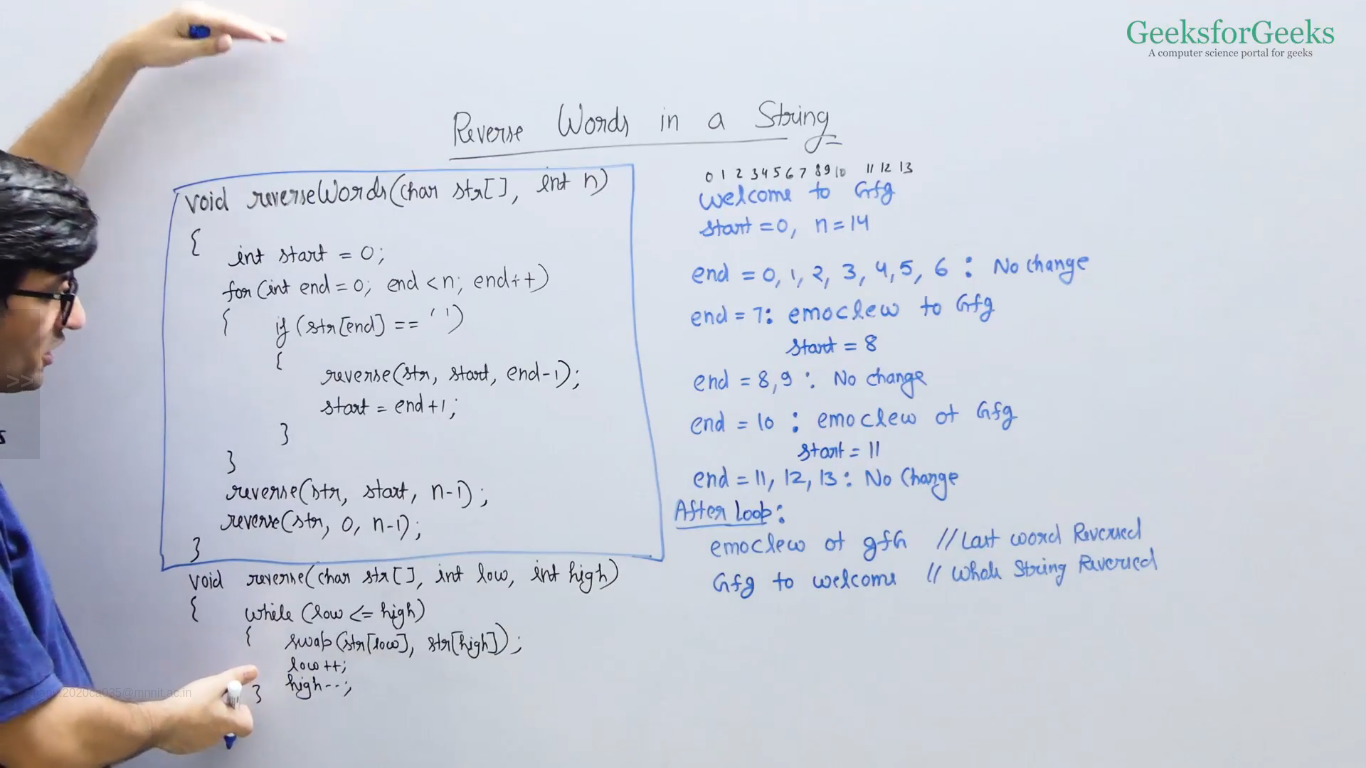 GeeksforGeeks
A computer science portal for geeks
Reverse Words in a String
void reverseWords(char str[], int n)
{
int start = 0;
for(int end = 0; end < n; end++)
{
if (str[end] == ' ')
{
reverse(str, start, end-1);
start = end+1;
}
}
reverse(str, start, n-1);
reverse(str, 0, n-1);
}
void reverse(char str[], int low, int high)
{
while (low <= high)
{
swap(str[low], str[high]);
low++;
high--;
}
0 1 2 3 4 5 6 7 8 9 10 11 12 13
welcome to Gfg
start = 0, n = 14
end = 0, 1, 2, 3, 4, 5, 6 : No change
end = 7: emoclew to Gfg
start = 8
end = 8,9 : No change
end = 10 : emoclew ot Gfg
start = 11
end = 11, 12, 13: No Change
After Loop:
emoclew ot gfG // Last word Reversed
Gfg to welcome // Whole String Reversed